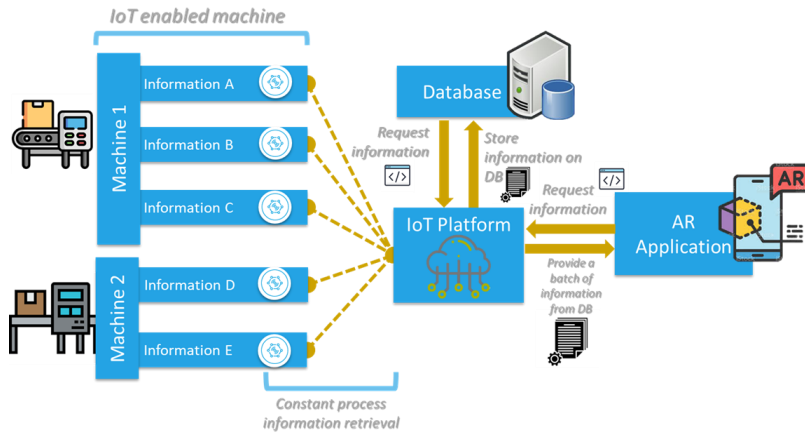 IoT enabled machine
Machine 1
Information A
Information B
Information C
Machine 2
Information D
Information E
Constant process
information retrieval
Database
Request
information
</>
Store
information on
DB
IoT Platform
Request
information
</>
Provide a
batch of
information
from DB
AR
Application
AR